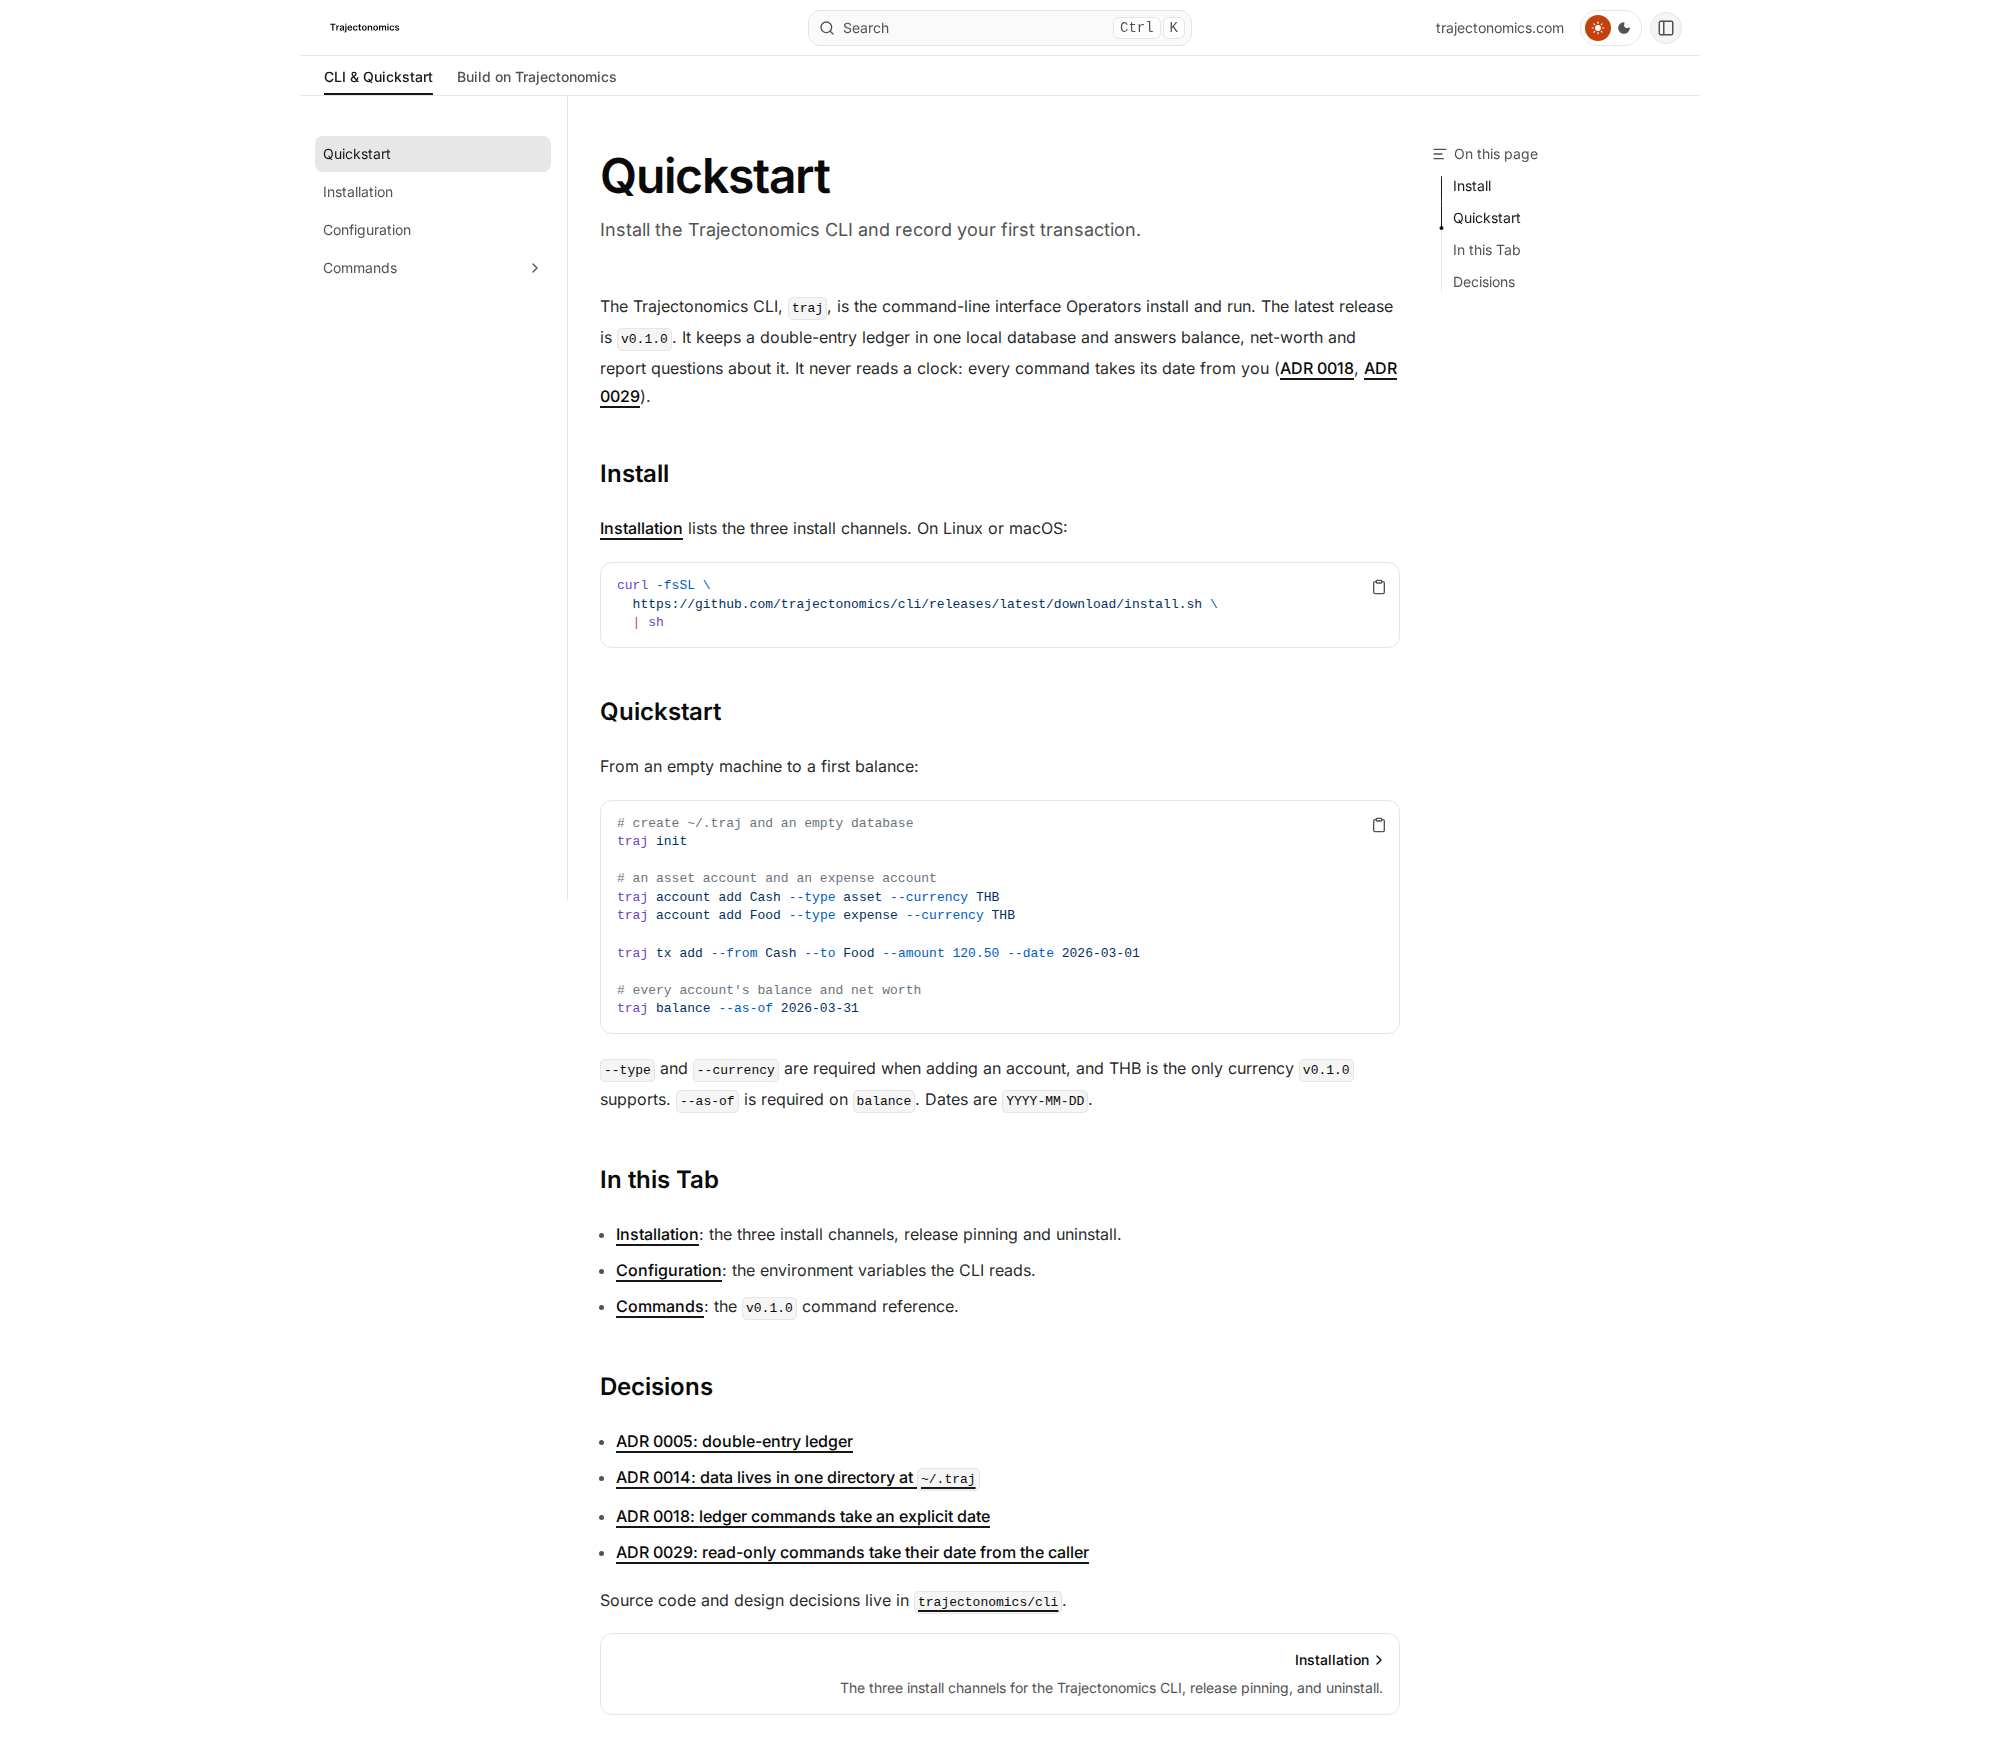 Trajectonomics
Search
Ctrl K
trajectonomics.com
CLI & Quickstart
Build on Trajectonomics
Quickstart
Installation
Configuration
Commands
Quickstart
Install the Trajectonomics CLI and record your first transaction.
The Trajectonomics CLI, traj, is the command-line interface Operators install and run. The latest release
is v0.1.0. It keeps a double-entry ledger in one local database and answers balance, net-worth and
report questions about it. It never reads a clock: every command takes its date from you (ADR 0018, ADR
0029).
Install
Installation lists the three install channels. On Linux or macOS:
curl -fsSL \
  https://github.com/trajectonomics/cli/releases/latest/download/install.sh \
  | sh
Quickstart
From an empty machine to a first balance:
# create ~/.traj and an empty database
traj init
# an asset account and an expense account
traj account add Cash --type asset --currency THB
traj account add Food --type expense --currency THB
traj tx add --from Cash --to Food --amount 120.50 --date 2026-03-01
# every account's balance and net worth
traj balance --as-of 2026-03-31
--type and --currency are required when adding an account, and THB is the only currency v0.1.0
supports. --as-of is required on balance. Dates are YYYY-MM-DD.
In this Tab
Installation: the three install channels, release pinning and uninstall.
Configuration: the environment variables the CLI reads.
Commands: the v0.1.0 command reference.
Decisions
ADR 0005: double-entry ledger
ADR 0014: data lives in one directory at ~/.traj
ADR 0018: ledger commands take an explicit date
ADR 0029: read-only commands take their date from the caller
Source code and design decisions live in trajectonomics/cli.
Installation
The three install channels for the Trajectonomics CLI, release pinning, and uninstall.
On this page
Install
Quickstart
In this Tab
Decisions